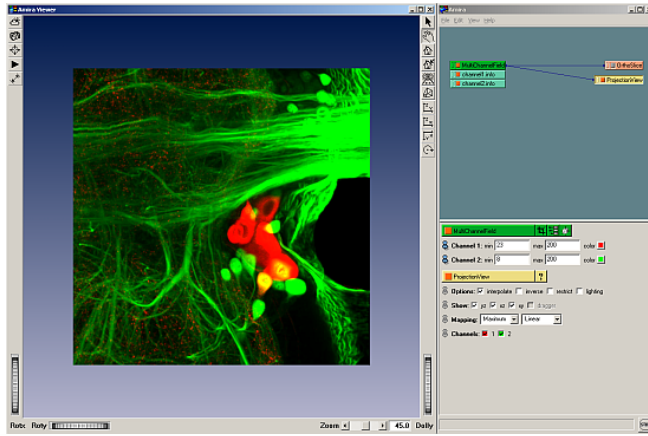 Amira Viewer
Amira
File Edit View Help
MultiChannelField
channel1.info
channel2.info
OrthoSlice
ProjectionView
MultiChannelField
Channel 1: min 23 max 200 color
Channel 2: min 8 max 200 color
ProjectionView
Options: interpolate inverse restrict lighting
Show: yz xz xy dragger
Mapping: Maximum Linear
Channels: 1 2
Rotx Roty Zoom 45.0 Dolly